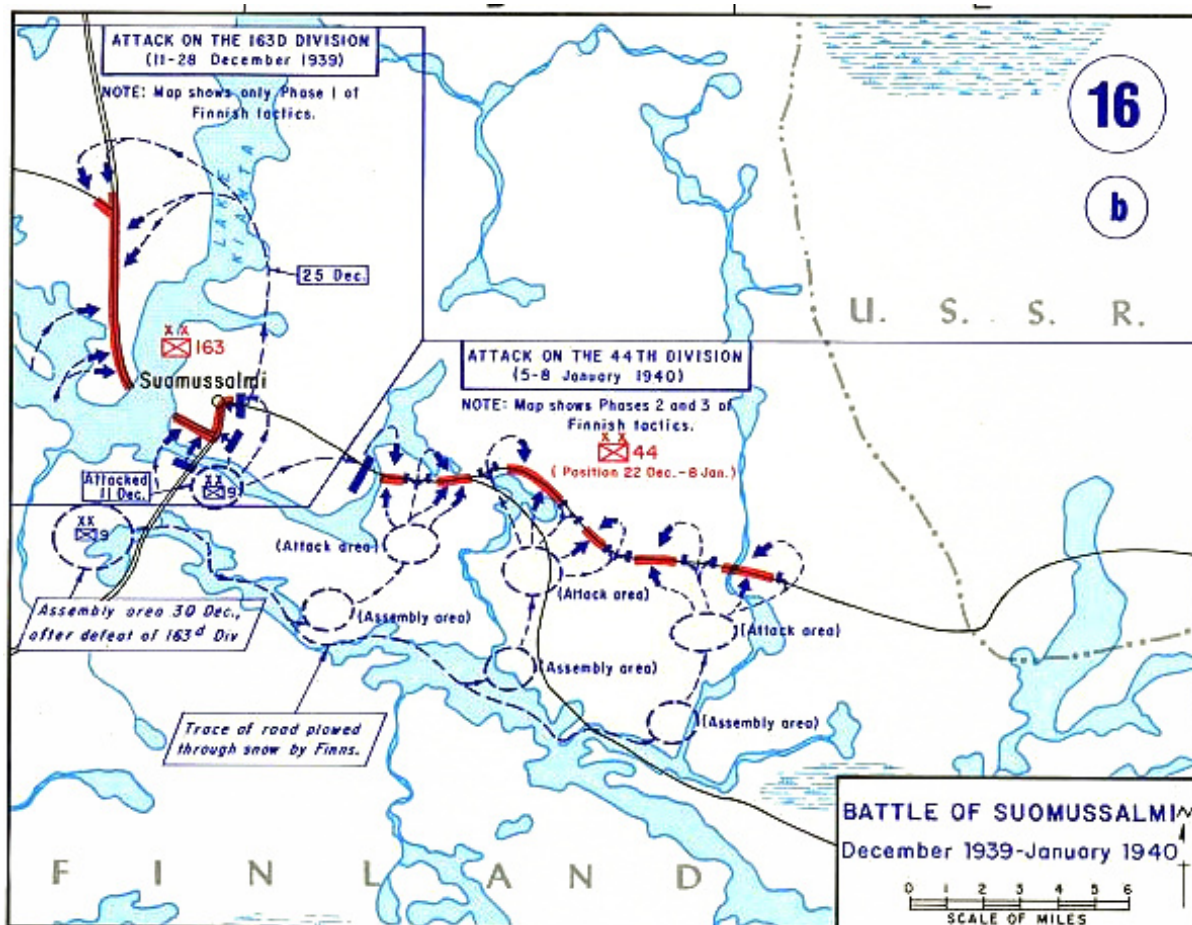 ATTACK ON THE 163D DIVISION
(11-28 December 1939)
NOTE: Map shows only Phase 1 of
Finnish tactics.
16
b
LAKE
KIANTA
25 Dec.
U. S. S. R.
XX
163
Suomussalmi
ATTACK ON THE 44TH DIVISION
(5-8 January 1940)
NOTE: Map shows Phases 2 and 3 of
Finnish tactics.
XX
44
(Position 22 Dec.-8 Jan.)
Attacked
11 Dec.
XX
9
XX
9
(Attack area)
(Attack area)
(Attack area)
(Assembly area)
(Assembly area)
(Assembly area)
Assembly area 30 Dec.,
after defeat of 163d Div
Trace of road plowed
through snow by Finns.
FINLAND
BATTLE OF SUOMUSSALMI
December 1939-January 1940
N
0 1 2 3 4 5 6
SCALE OF MILES